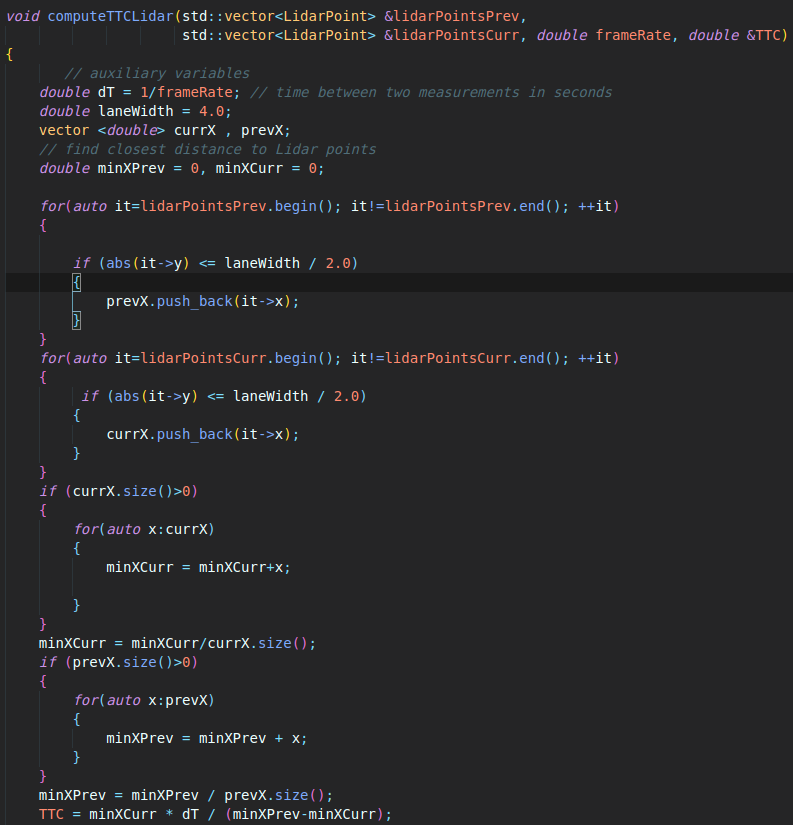 void computeTTCLidar(std::vector<LidarPoint> &lidarPointsPrev,
                     std::vector<LidarPoint> &lidarPointsCurr, double frameRate, double &TTC)
{
       // auxiliary variables
    double dT = 1/frameRate; // time between two measurements in seconds
    double laneWidth = 4.0;
    vector <double> currX , prevX;
    // find closest distance to Lidar points
    double minXPrev = 0, minXCurr = 0;

    for(auto it=lidarPointsPrev.begin(); it!=lidarPointsPrev.end(); ++it)
    {

        if (abs(it->y) <= laneWidth / 2.0)
        {
            prevX.push_back(it->x);
        }
    }
    for(auto it=lidarPointsCurr.begin(); it!=lidarPointsCurr.end(); ++it)
    {
         if (abs(it->y) <= laneWidth / 2.0)
        {
            currX.push_back(it->x);
        }
    }
    if (currX.size()>0)
    {
        for(auto x:currX)
        {
            minXCurr = minXCurr+x;

        }
    }
    minXCurr = minXCurr/currX.size();
    if (prevX.size()>0)
    {
        for(auto x:prevX)
        {
            minXPrev = minXPrev + x;
        }
    }
    minXPrev = minXPrev / prevX.size();
    TTC = minXCurr * dT / (minXPrev-minXCurr);